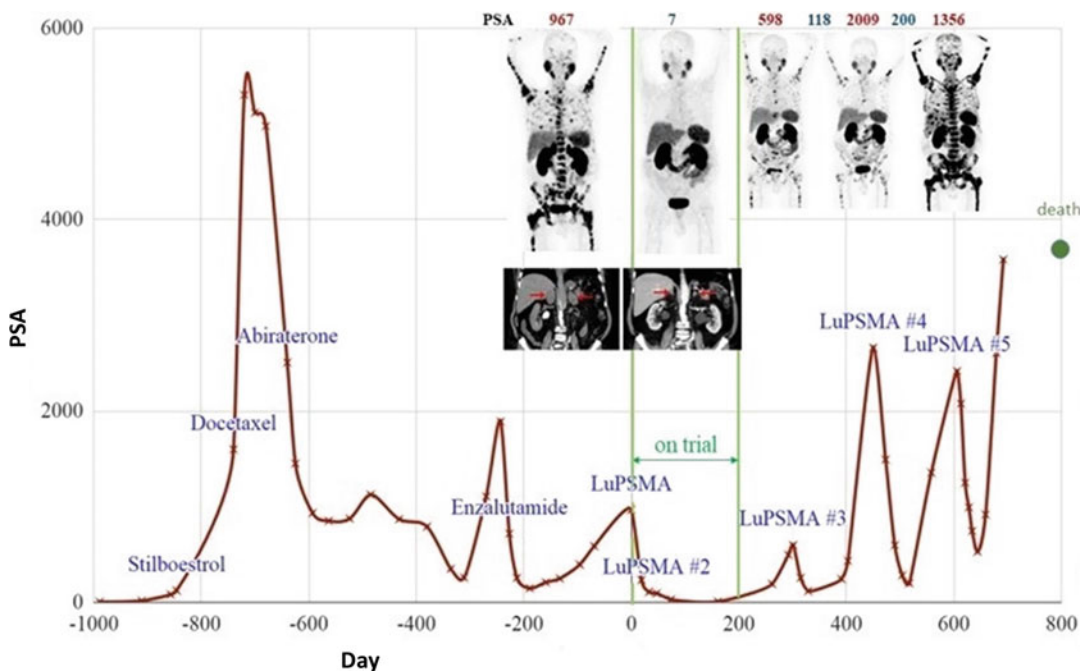 PSA 967 7 598 118 2009 200 1356
6000
4000
2000
0
PSA
death
Abiraterone
Docetaxel
Stilboestrol
Enzalutamide
LuPSMA
on trial
LuPSMA #2
LuPSMA #3
LuPSMA #4
LuPSMA #5
-1000 -800 -600 -400 -200 0 200 400 600 800
Day